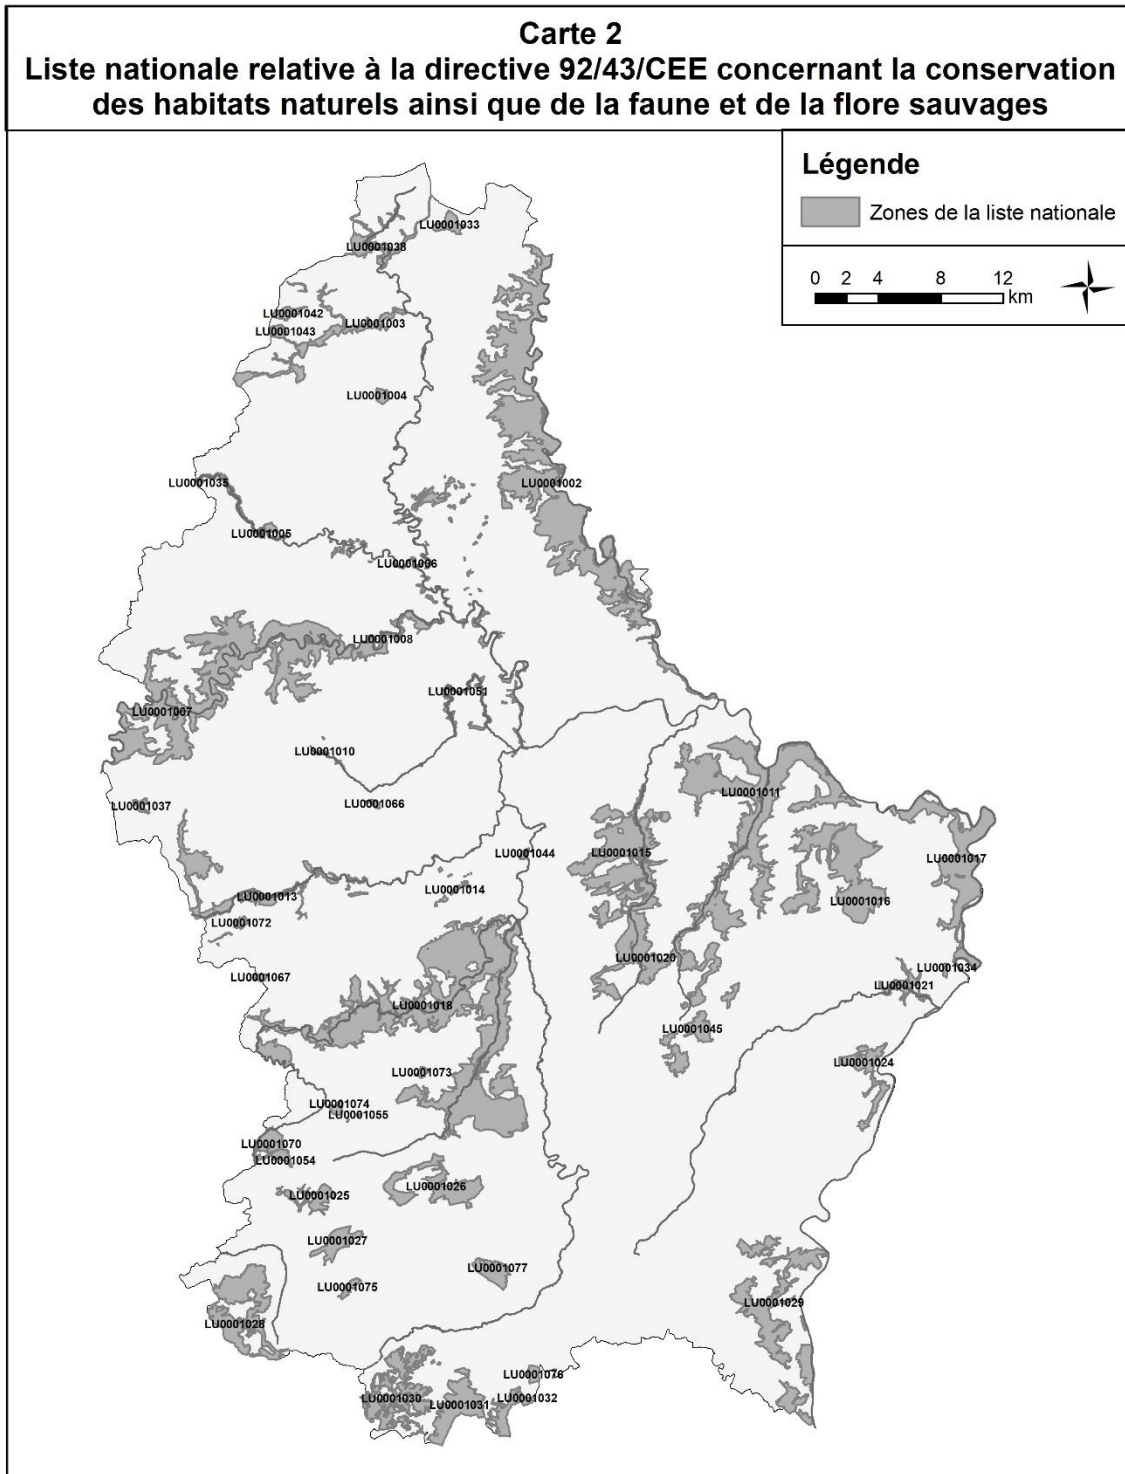 Carte 2
Liste nationale relative à la directive 92/43/CEE concernant la conservation
des habitats naturels ainsi que de la faune et de la flore sauvages
Légende
Zones de la liste nationale
0 2 4 8 12
km
LU0001033
LU0001038
LU0001042
LU0001003
LU0001043
LU0001004
LU0001035
LU0001002
LU0001005
LU0001006
LU0001008
LU0001051
LU0001007
LU0001010
LU0001011
LU0001037
LU0001066
LU0001044
LU0001015
LU0001017
LU0001014
LU0001013
LU0001016
LU0001072
LU0001020
LU0001034
LU0001067
LU0001021
LU0001018
LU0001045
LU0001024
LU0001073
LU0001074
LU0001055
LU0001070
LU0001054
LU0001026
LU0001025
LU0001027
LU0001077
LU0001075
LU0001029
LU0001028
LU0001076
LU0001030
LU0001032
LU0001031